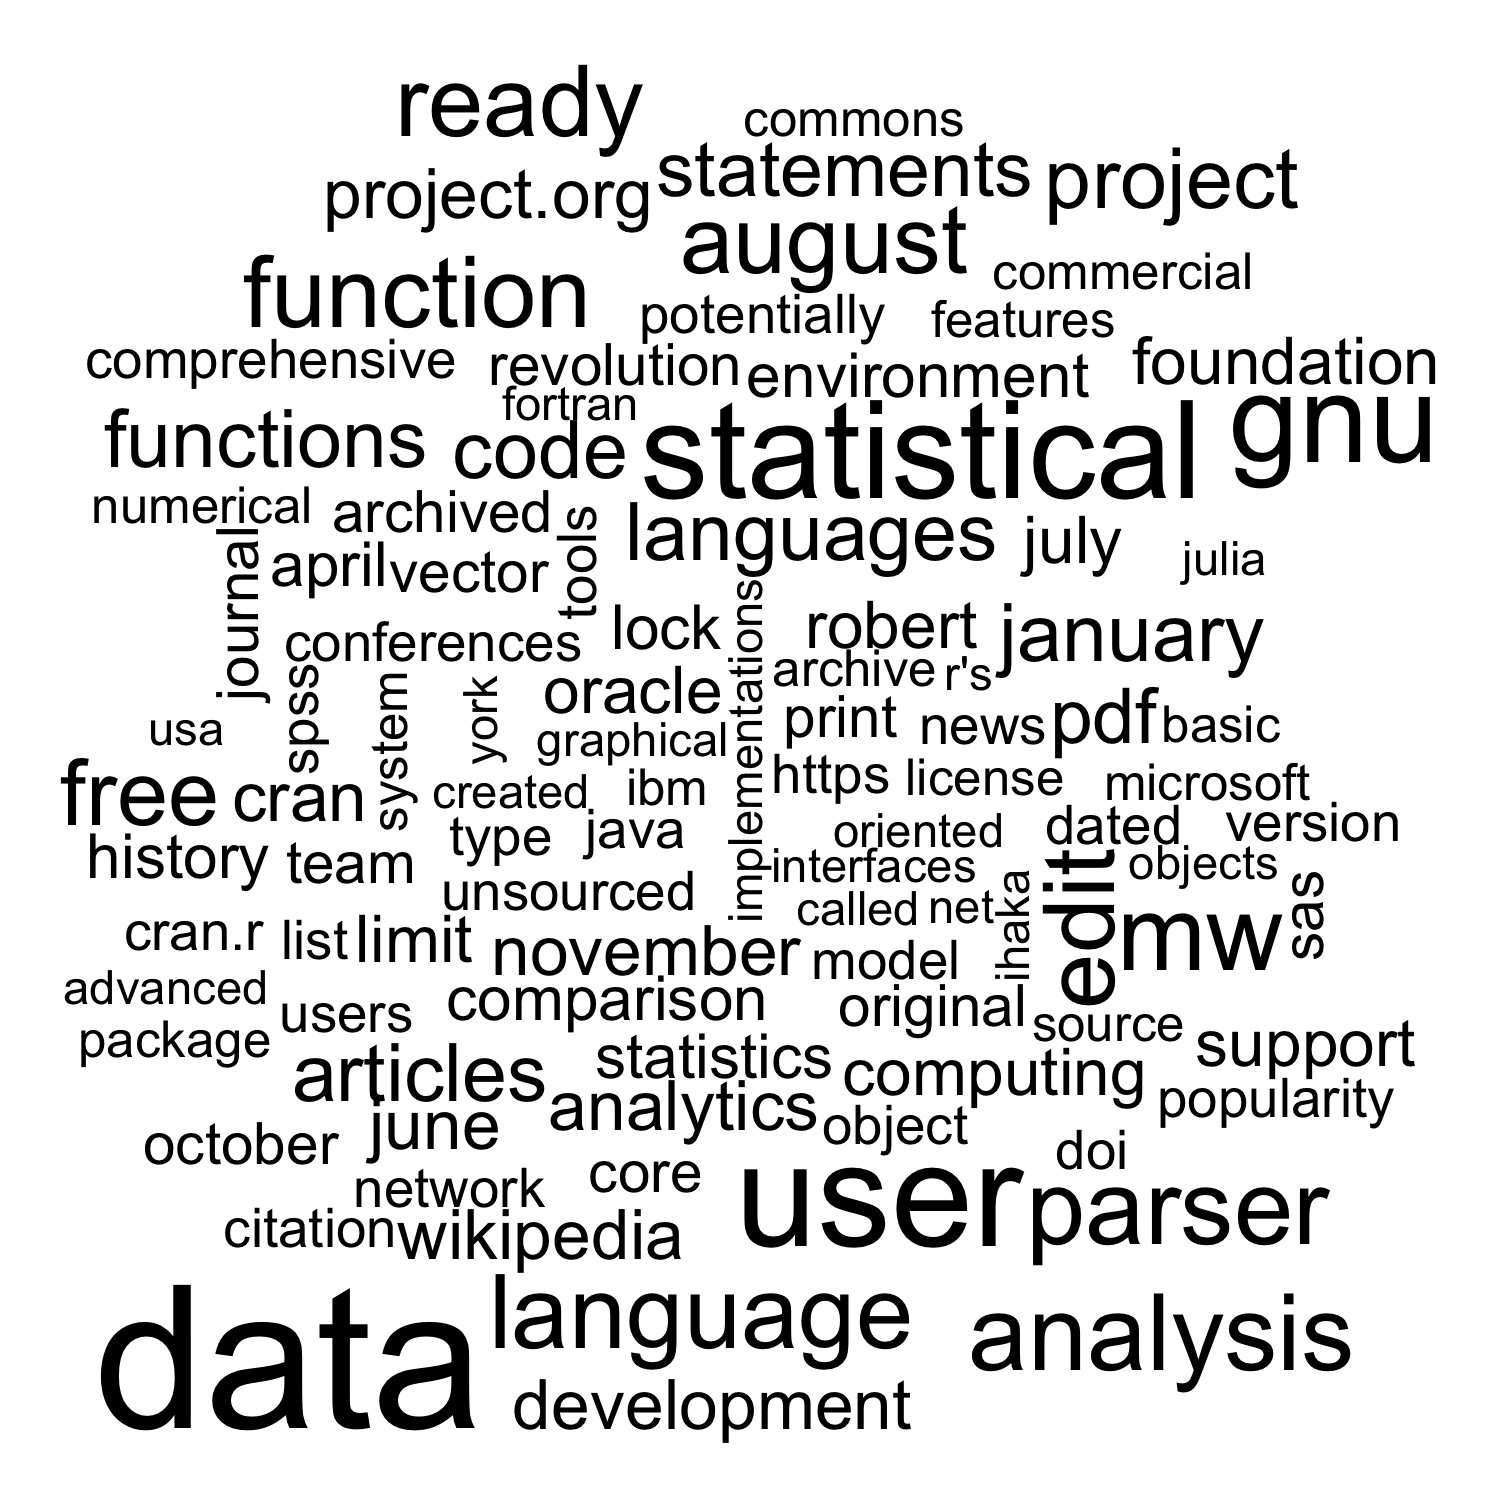 ready
commons
project.org
statements
project
august
function
commercial
potentially
features
comprehensive
revolution
environment
foundation
fortran
functions
code
statistical
gnu
numerical
archived
tools
languages
july
julia
journal
april
vector
conferences
lock
implementations
robert
january
archive
r's
spss
system
york
oracle
usa
graphical
print
news
pdf
basic
free
cran
created
ibm
https
license
microsoft
history
team
type
java
oriented
dated
version
interfaces
objects
unsourced
called
net
ihaka
edit
mw
sas
cran.r
list
limit
november
model
advanced
users
comparison
original
source
support
package
articles
statistics
computing
popularity
october
june
analytics
object
doi
network
core
user
parser
citation
wikipedia
data
language
analysis
development